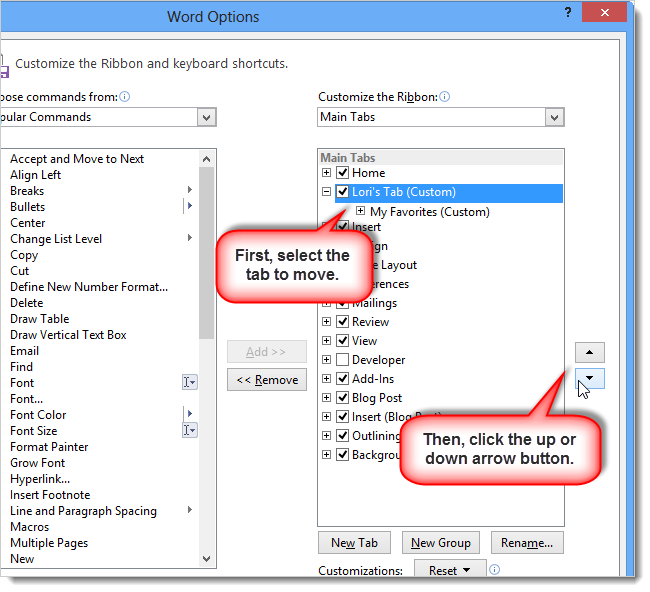 Word Options
?
Customize the Ribbon and keyboard shortcuts.
oose commands from:
pular Commands
Accept and Move to Next
Align Left
Breaks
Bullets
Center
Change List Level
Copy
Cut
Define New Number Format...
Delete
Draw Table
Draw Vertical Text Box
Email
Find
Font
Font...
Font Color
Font Size
Format Painter
Grow Font
Hyperlink...
Insert Footnote
Line and Paragraph Spacing
Macros
Multiple Pages
New
Add >>
<< Remove
Customize the Ribbon:
Main Tabs
Main Tabs
Home
Lori's Tab (Custom)
My Favorites (Custom)
Insert
ign
e Layout
erences
Mailings
Review
View
Developer
Add-Ins
Blog Post
Insert (Blog Post)
Outlining
Backgrou
First, select the
tab to move.
Then, click the up or
down arrow button.
New Tab
New Group
Rename...
Customizations:
Reset